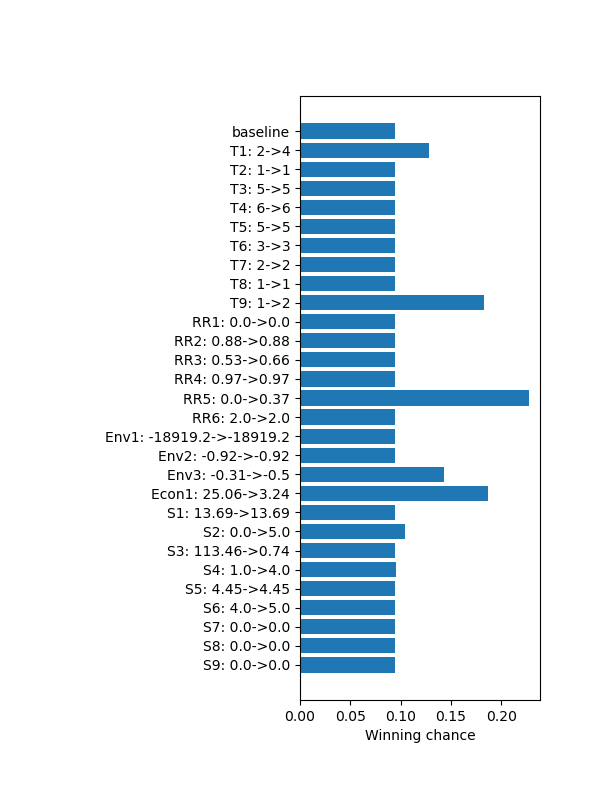 baseline
T1: 2->4
T2: 1->1
T3: 5->5
T4: 6->6
T5: 5->5
T6: 3->3
T7: 2->2
T8: 1->1
T9: 1->2
RR1: 0.0->0.0
RR2: 0.88->0.88
RR3: 0.53->0.66
RR4: 0.97->0.97
RR5: 0.0->0.37
RR6: 2.0->2.0
Env1: -18919.2->-18919.2
Env2: -0.92->-0.92
Env3: -0.31->-0.5
Econ1: 25.06->3.24
S1: 13.69->13.69
S2: 0.0->5.0
S3: 113.46->0.74
S4: 1.0->4.0
S5: 4.45->4.45
S6: 4.0->5.0
S7: 0.0->0.0
S8: 0.0->0.0
S9: 0.0->0.0
0.00 0.05 0.10 0.15 0.20
Winning chance